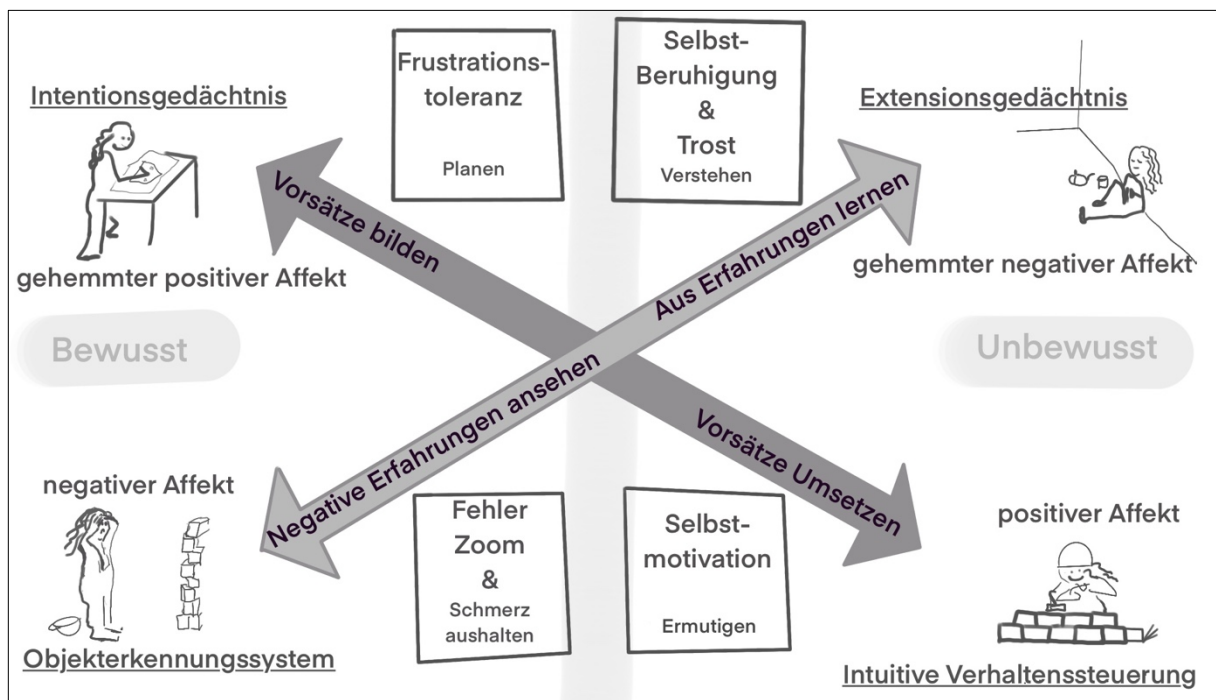 Frustrations-
toleranz
Planen
Selbst-
Beruhigung
&
Trost
Verstehen
Intentionsgedächtnis
Extensionsgedächtnis
gehemmter positiver Affekt
gehemmter negativer Affekt
Vorsätze bilden
Aus Erfahrungen lernen
Bewusst
Unbewusst
Negative Erfahrungen ansehen
Vorsätze Umsetzen
negativer Affekt
Objekterkennungssystem
Fehler
Zoom
&
Schmerz
aushalten
Selbst-
motivation
Ermutigen
positiver Affekt
Intuitive Verhaltenssteuerung